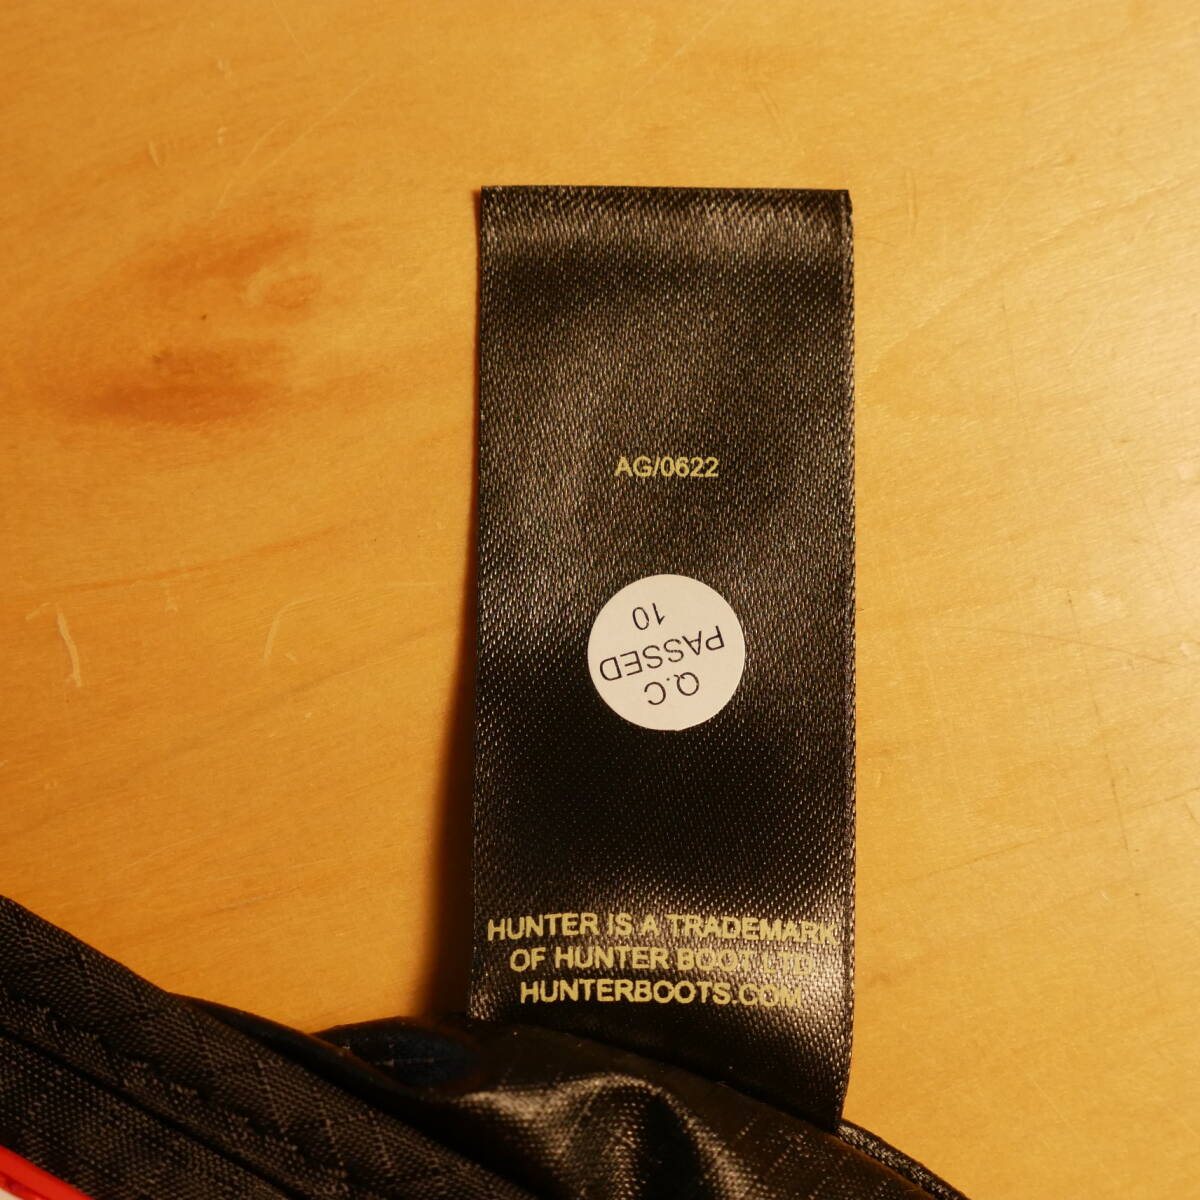 AG/0622
Q.C
PASSED
10
HUNTER IS A TRADEMARK
OF HUNTER BOOT LTD
HUNTERBOOTS.COM